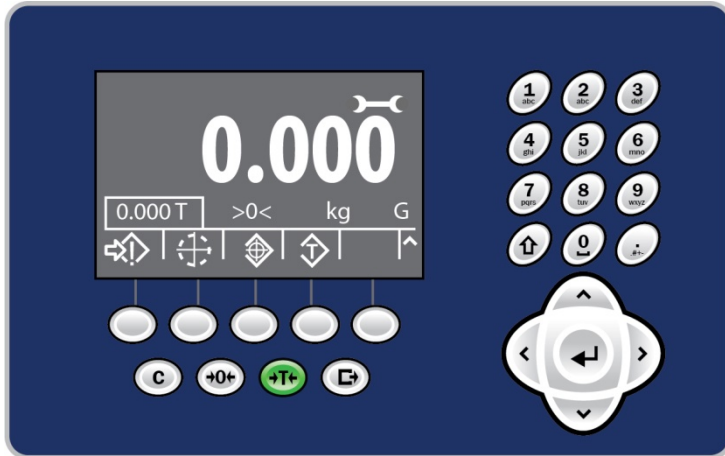 0.000
0.000 T >0< kg G
T
C →0← →T←
1 2 3
abc abc def
4 5 6
ghi jkl mno
7 8 9
pqrs tuv wxyz
0 .
.#+-